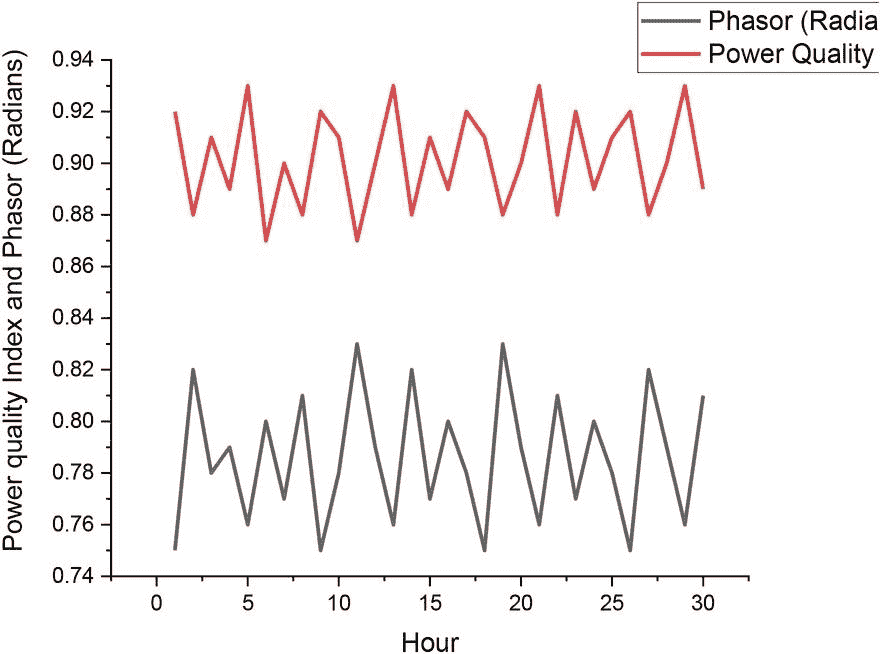 Phasor (Radia
Power Quality
0.94
0.92
0.90
0.88
0.86
0.84
0.82
0.80
0.78
0.76
0.74
Power quality Index and Phasor (Radians)
0 5 10 15 20 25 30
Hour